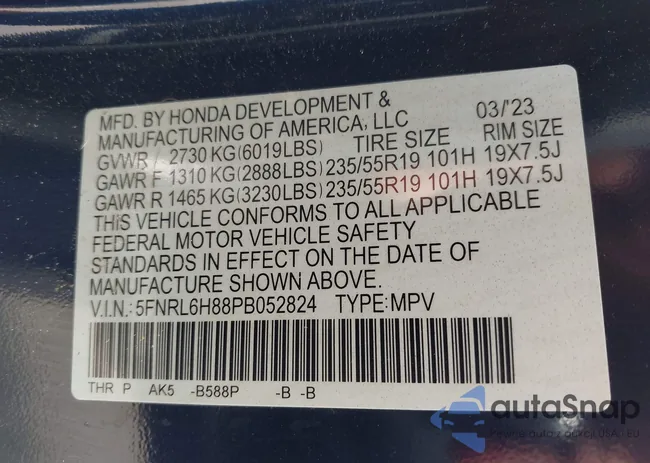 MFD. BY HONDA DEVELOPMENT &
MANUFACTURING OF AMERICA, LLC 03/'23
GVWR 2730 KG(6019LBS) TIRE SIZE RIM SIZE
GAWR F 1310 KG(2888LBS) 235/55R19 101H 19X7.5J
GAWR R 1465 KG(3230LBS) 235/55R19 101H 19X7.5J
THIS VEHICLE CONFORMS TO ALL APPLICABLE
FEDERAL MOTOR VEHICLE SAFETY
STANDARDS IN EFFECT ON THE DATE OF
MANUFACTURE SHOWN ABOVE.
V.I.N.: 5FNRL6H88PB052824 TYPE:MPV
THR P AK5 -B588P -B -B
autaSnap